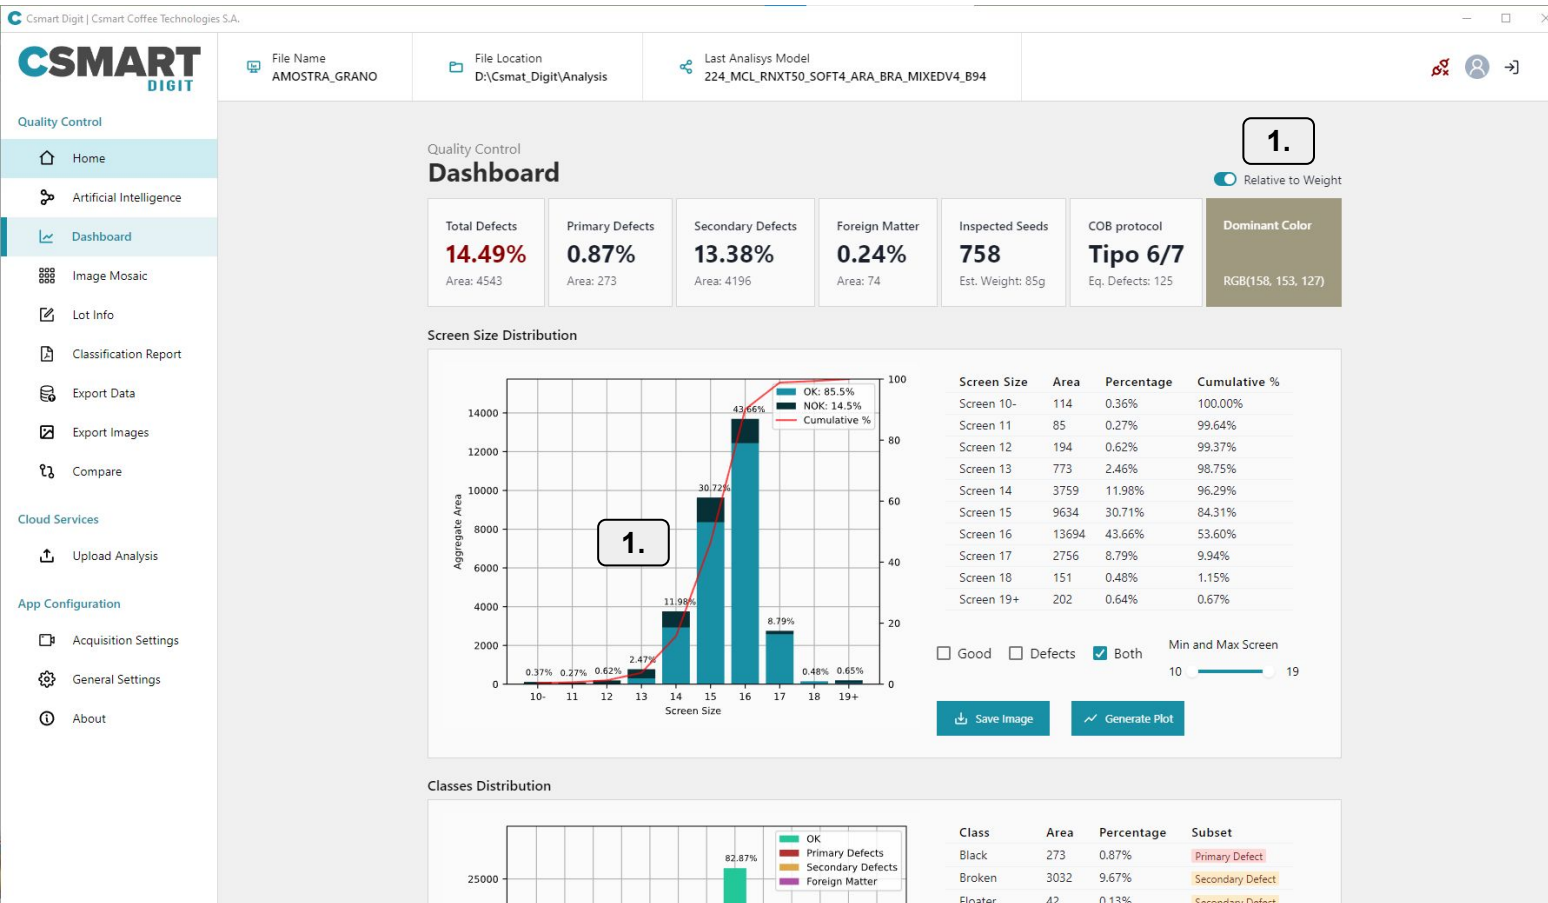 Csmart Digit | Csmart Coffee Technologies S.A.
CSMART
DIGIT
File Name
AMOSTRA_GRANO
File Location
D:\Csmat_Digit\Analysis
Last Analisys Model
224_MCL_RNXT50_SOFT4_ARA_BRA_MIXEDV4_B94
Quality Control
Home
Artificial Intelligence
Dashboard
Image Mosaic
Lot Info
Classification Report
Export Data
Export Images
Compare
Cloud Services
Upload Analysis
App Configuration
Acquisition Settings
General Settings
About
Quality Control
Dashboard
1.
Relative to Weight
Total Defects
14.49%
Area: 4543
Primary Defects
0.87%
Area: 273
Secondary Defects
13.38%
Area: 4196
Foreign Matter
0.24%
Area: 74
Inspected Seeds
758
Est. Weight: 85g
COB protocol
Tipo 6/7
Eq. Defects: 125
Dominant Color
RGB(158, 153, 127)
Screen Size Distribution
OK: 85.5%
NOK: 14.5%
Cumulative %
14000
12000
10000
8000
6000
4000
2000
0
Aggregate Area
100
80
60
40
20
0
0.37% 0.27% 0.62% 2.47% 11.98% 30.72% 43.66% 8.79% 0.48% 0.65%
1.
10- 11 12 13 14 15 16 17 18 19+
Screen Size
Screen Size Area Percentage Cumulative %
Screen 10- 114 0.36% 100.00%
Screen 11 85 0.27% 99.64%
Screen 12 194 0.62% 99.37%
Screen 13 773 2.46% 98.75%
Screen 14 3759 11.98% 96.29%
Screen 15 9634 30.71% 84.31%
Screen 16 13694 43.66% 53.60%
Screen 17 2756 8.79% 9.94%
Screen 18 151 0.48% 1.15%
Screen 19+ 202 0.64% 0.67%
Good Defects Both
Min and Max Screen
10 19
Save Image
Generate Plot
Classes Distribution
OK
Primary Defects
Secondary Defects
Foreign Matter
82.87%
25000
Class Area Percentage Subset
Black 273 0.87% Primary Defect
Broken 3032 9.67% Secondary Defect
Floater 42 0.13% Secondary Defect